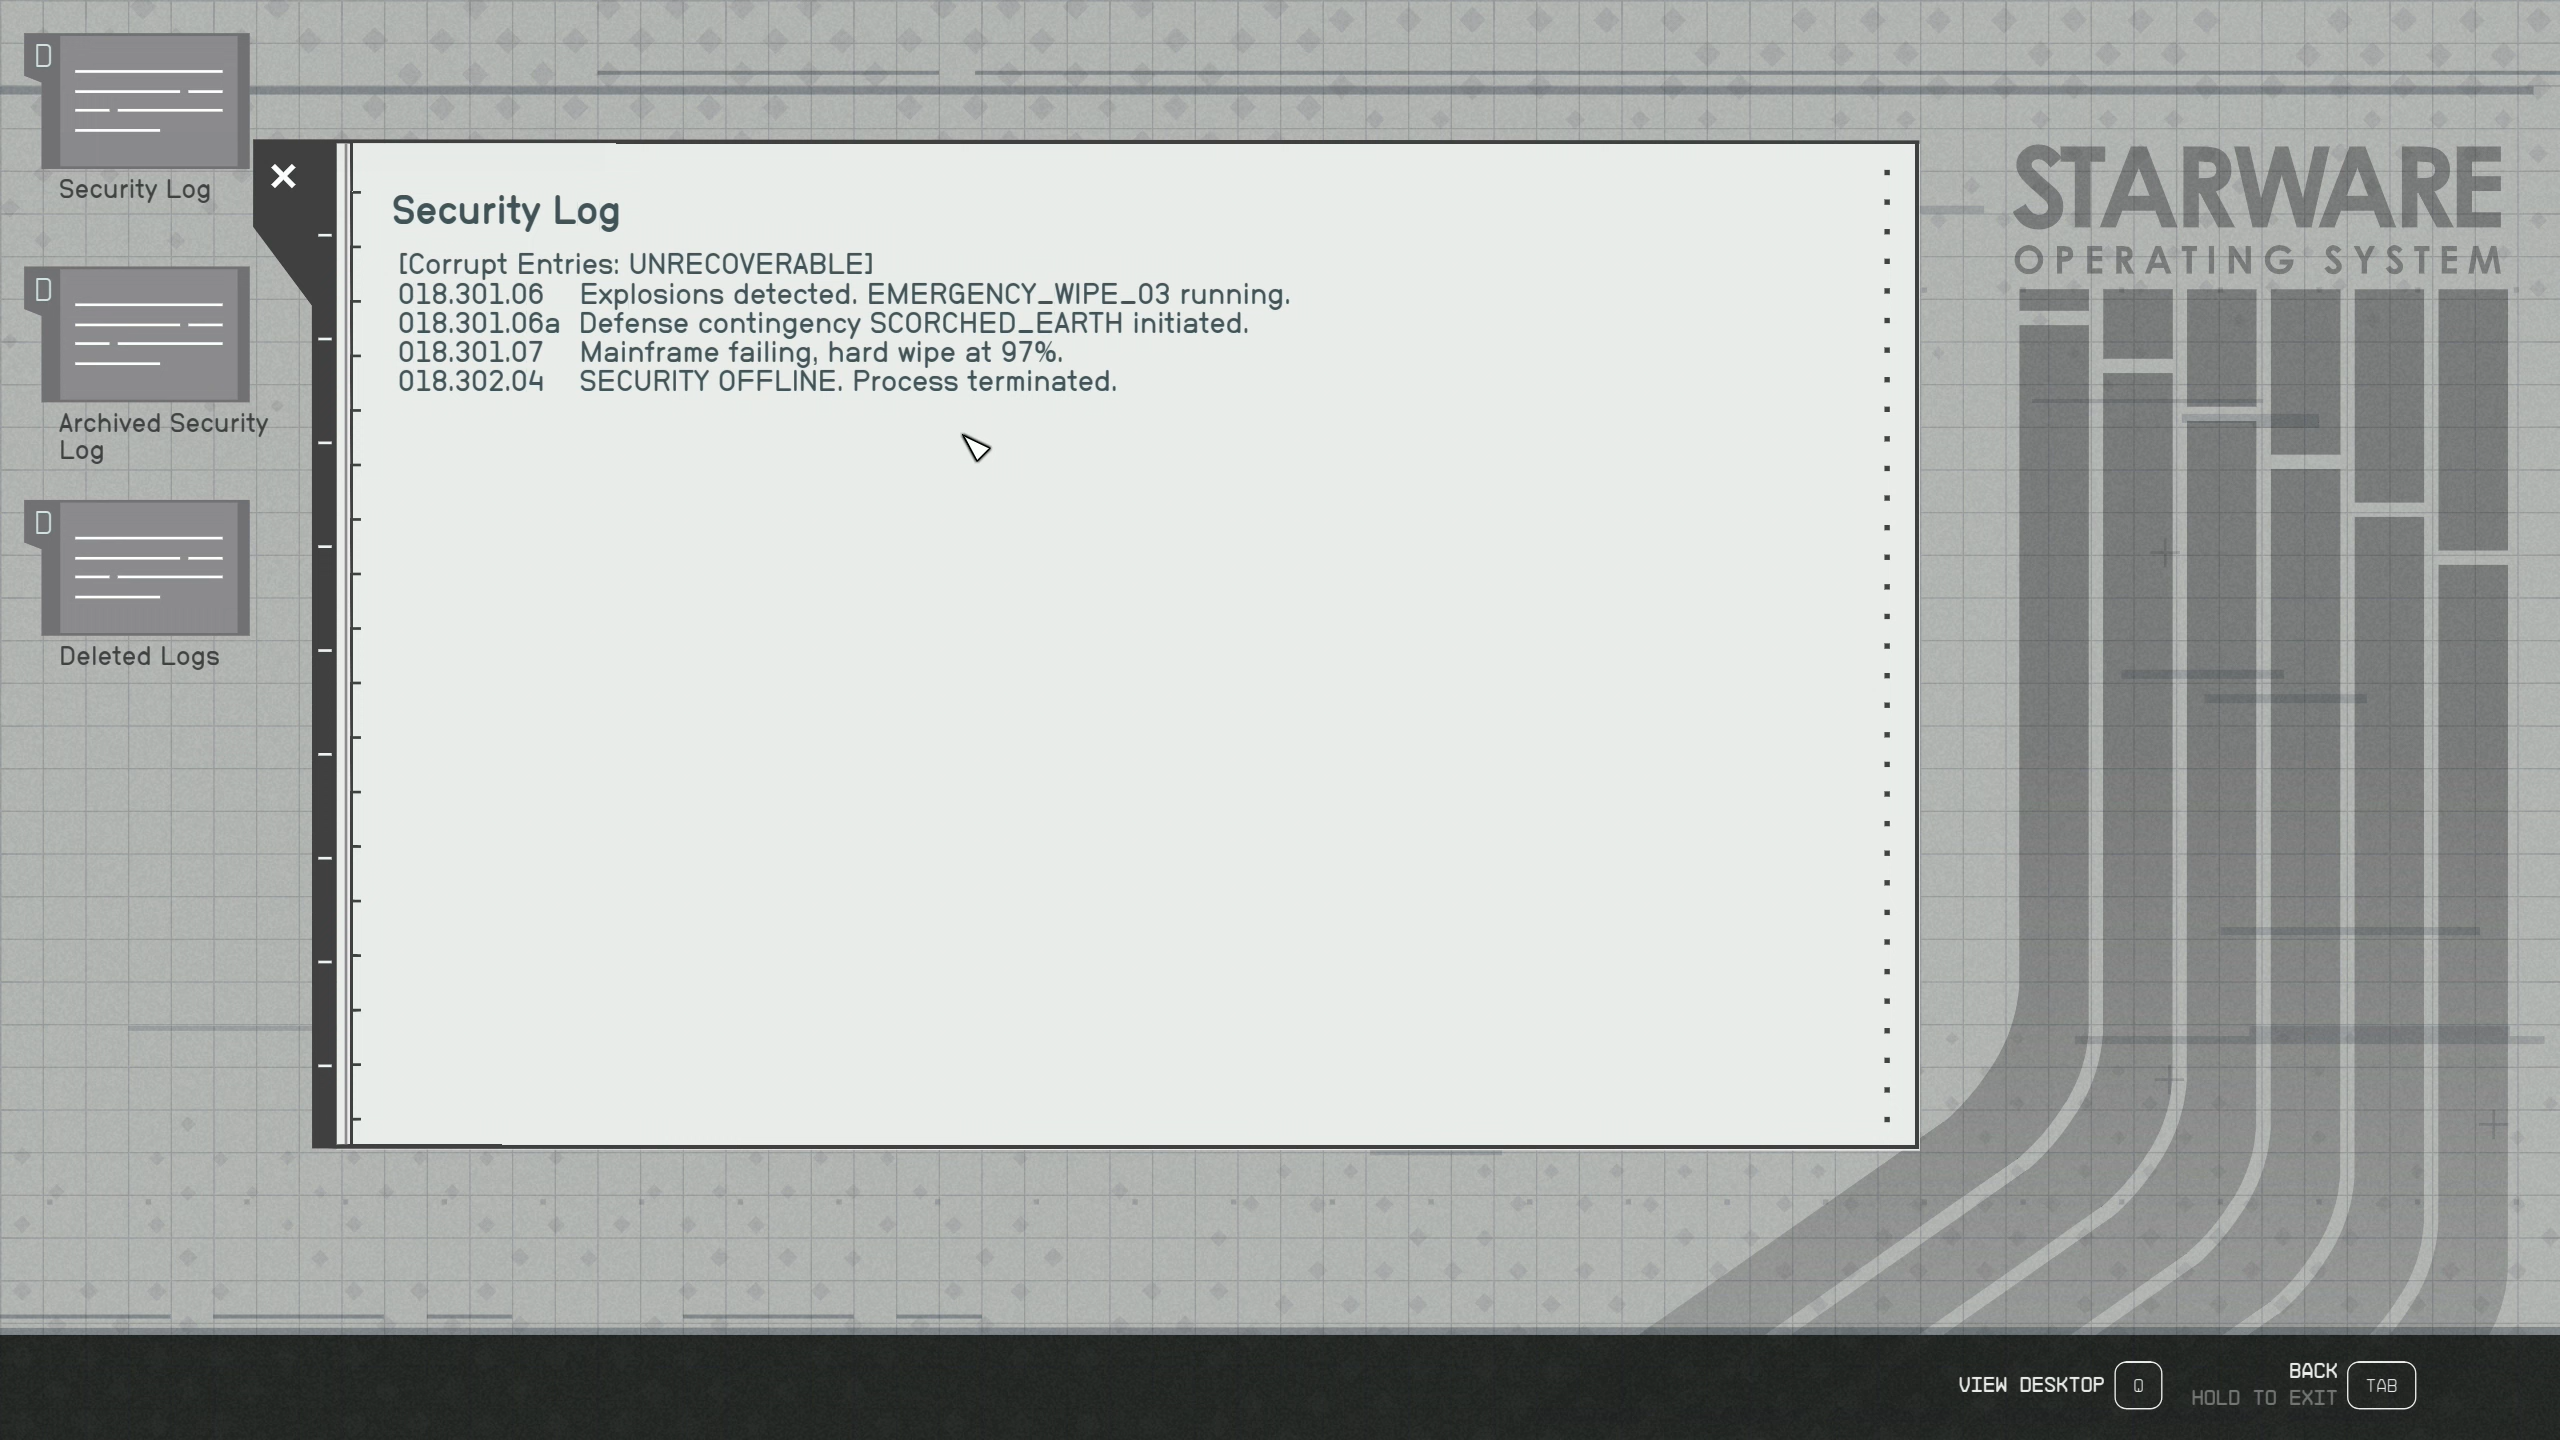 Security Log
Archived Security
Log
Deleted Logs
Security Log
[Corrupt Entries: UNRECOVERABLE]
018.301.06 Explosions detected. EMERGENCY_WIPE_03 running.
018.301.06a Defense contingency SCORCHED_EARTH initiated.
018.301.07 Mainframe failing, hard wipe at 97%.
018.302.04 SECURITY OFFLINE. Process terminated.
STARWARE
OPERATING SYSTEM
VIEW DESKTOP Q
BACK
HOLD TO EXIT TAB